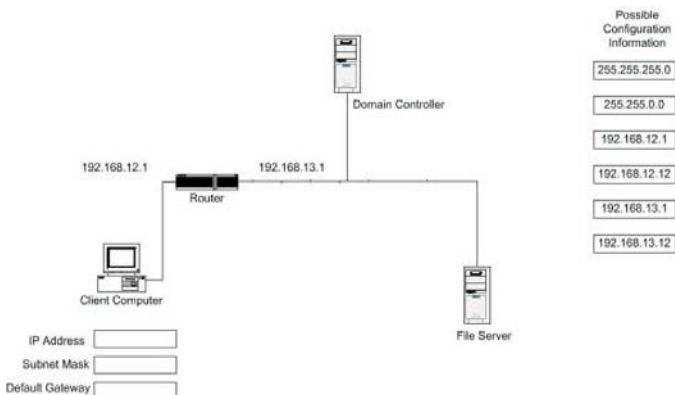 Possible
Configuration
Information
255.255.255.0
Domain Controller
255.255.0.0
192.168.12.1
192.168.12.1
192.168.13.1
192.168.12.12
Router
192.168.13.1
192.168.13.12
Client Computer
File Server
IP Address
Subnet Mask
Default Gateway